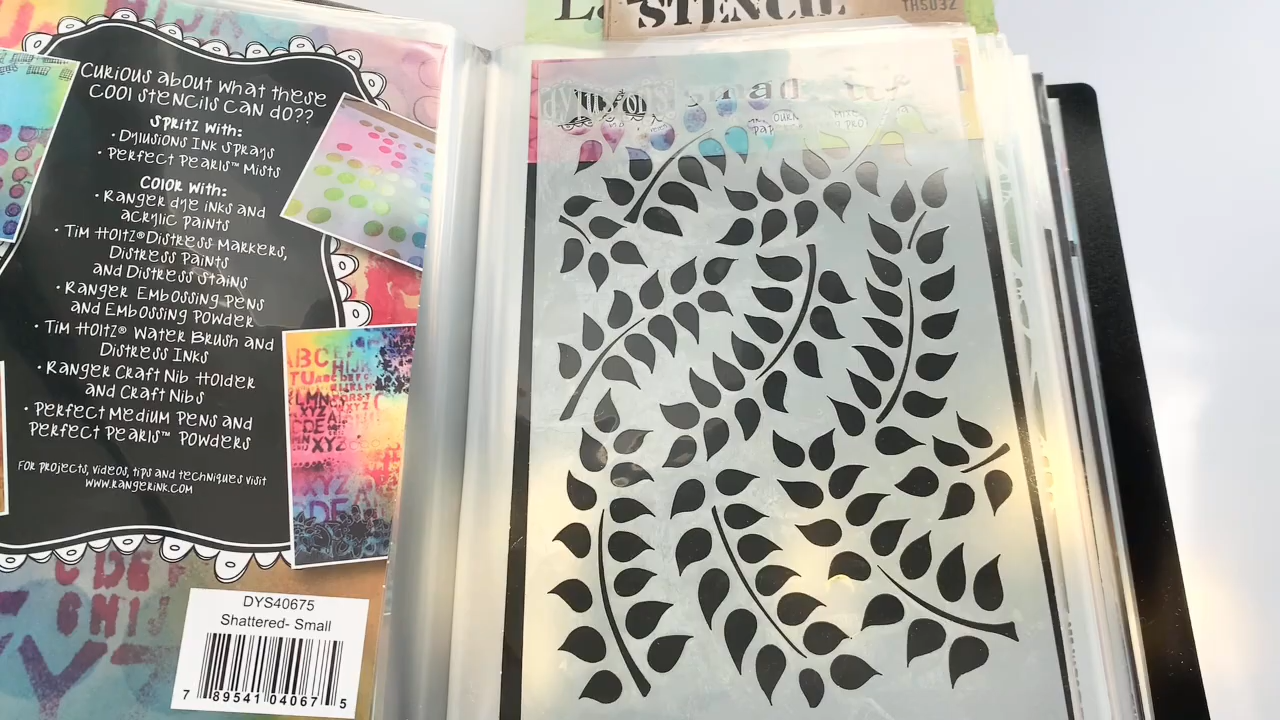 Curious about what these
cool stencils can do??
Spritz with:
• Dylusions Ink Sprays
• Perfect Pearls™ Mists
Color with:
• Ranger dye inks and
acrylic paints
• Tim Holtz® Distress Markers,
Distress Paints
and Distress Stains
• Ranger Embossing Pens
and Embossing Powder
• Tim Holtz® Water Brush and
Distress Inks
• Ranger Craft Nib Holder
and Craft Nibs
• Perfect Medium Pens and
Perfect Pearls™ Powders
For projects, videos, tips and techniques visit
www.rangerink.com
DYS40675
Shattered- Small
7 89541 04067 5
STENCIL
THS032